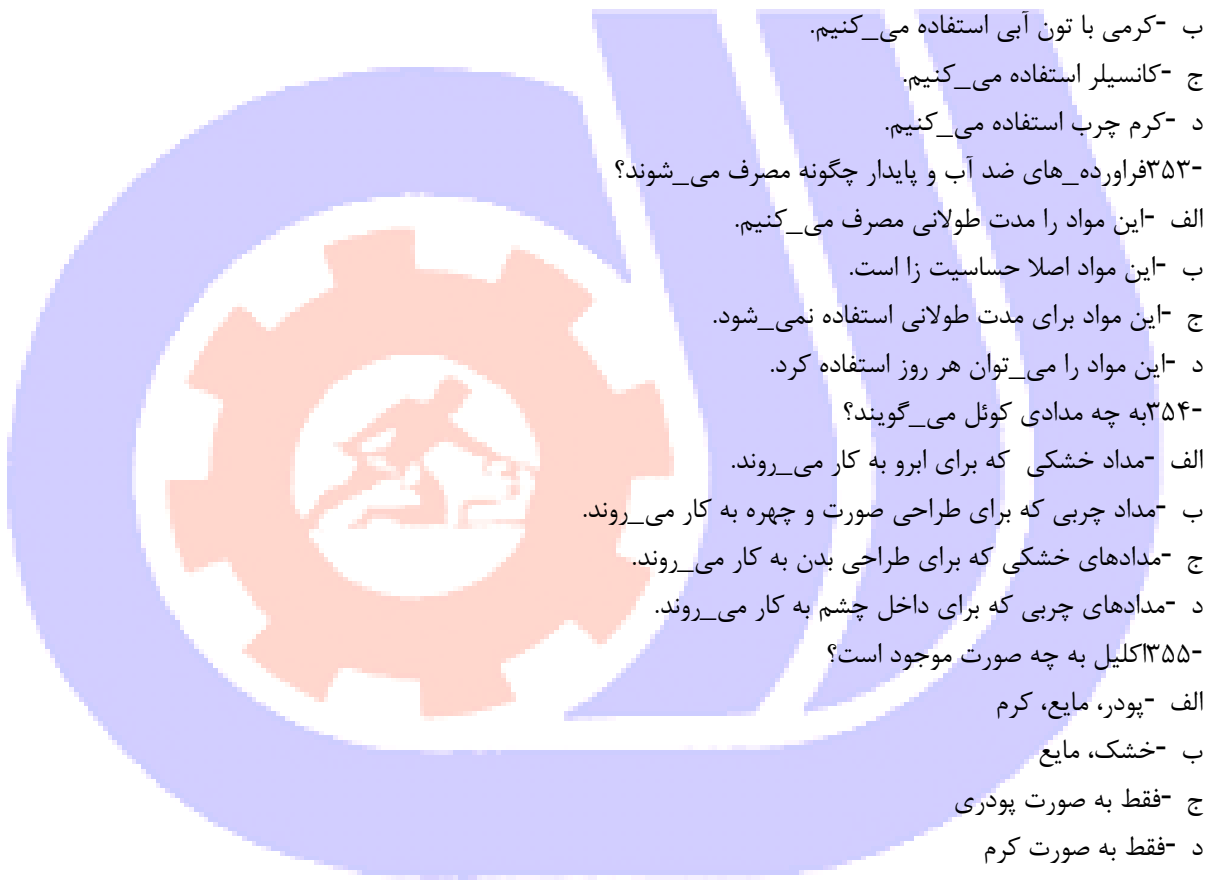 ب -کرمی با تون آبی استفاده می_کنیم.
ج -کانسیلر استفاده می_کنیم.
د -کرم چرب استفاده می_کنیم.
-۳۵۳فراورده_های ضد آب و پایدار چگونه مصرف می_شوند؟
الف -این مواد را مدت طولانی مصرف می_کنیم.
ب -این مواد اصلا حساسیت زا است.
ج -این مواد برای مدت طولانی استفاده نمی_شود.
د -این مواد را می_توان هر روز استفاده کرد.
-۳۵۴به چه مدادی کوئل می_گویند؟
الف -مداد خشکی که برای ابرو به کار می_روند.
ب -مداد چربی که برای طراحی صورت و چهره به کار می_روند.
ج -مدادهای خشکی که برای طراحی بدن به کار می_روند.
د -مدادهای چربی که برای داخل چشم به کار می_روند.
-۳۵۵اکلیل به چه صورت موجود است؟
الف -پودر، مایع، کرم
ب -خشک، مایع
ج -فقط به صورت پودری
د -فقط به صورت کرم